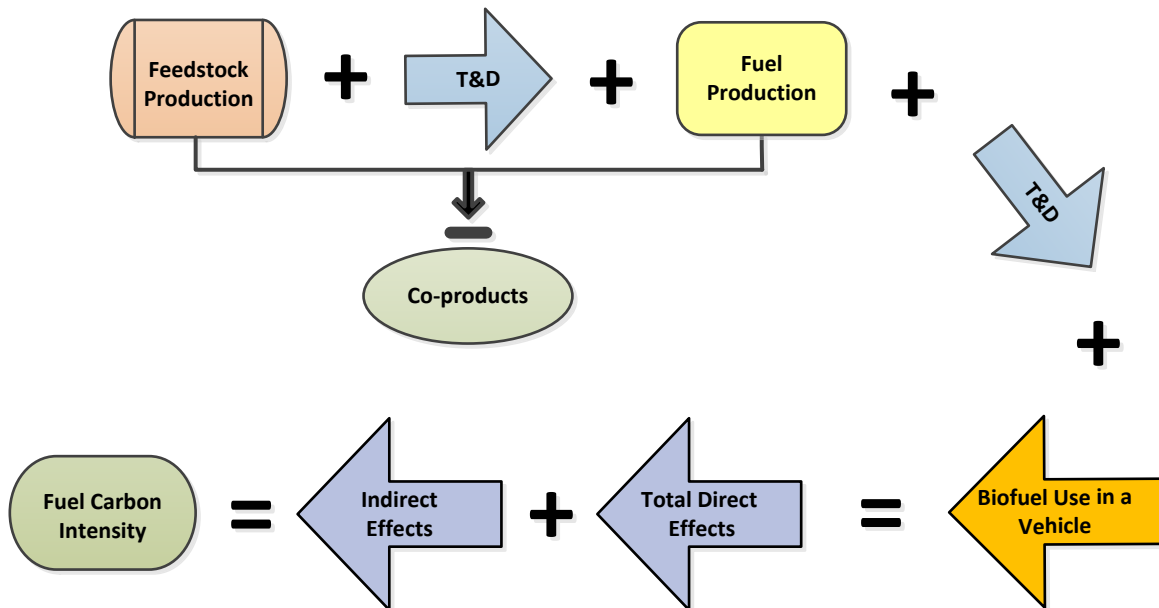 Feedstock
Production
+
T&D
+
Fuel
Production
+
T&D
−
Co-products
+
Fuel Carbon
Intensity
=
Indirect
Effects
+
Total Direct
Effects
=
Biofuel Use in a
Vehicle